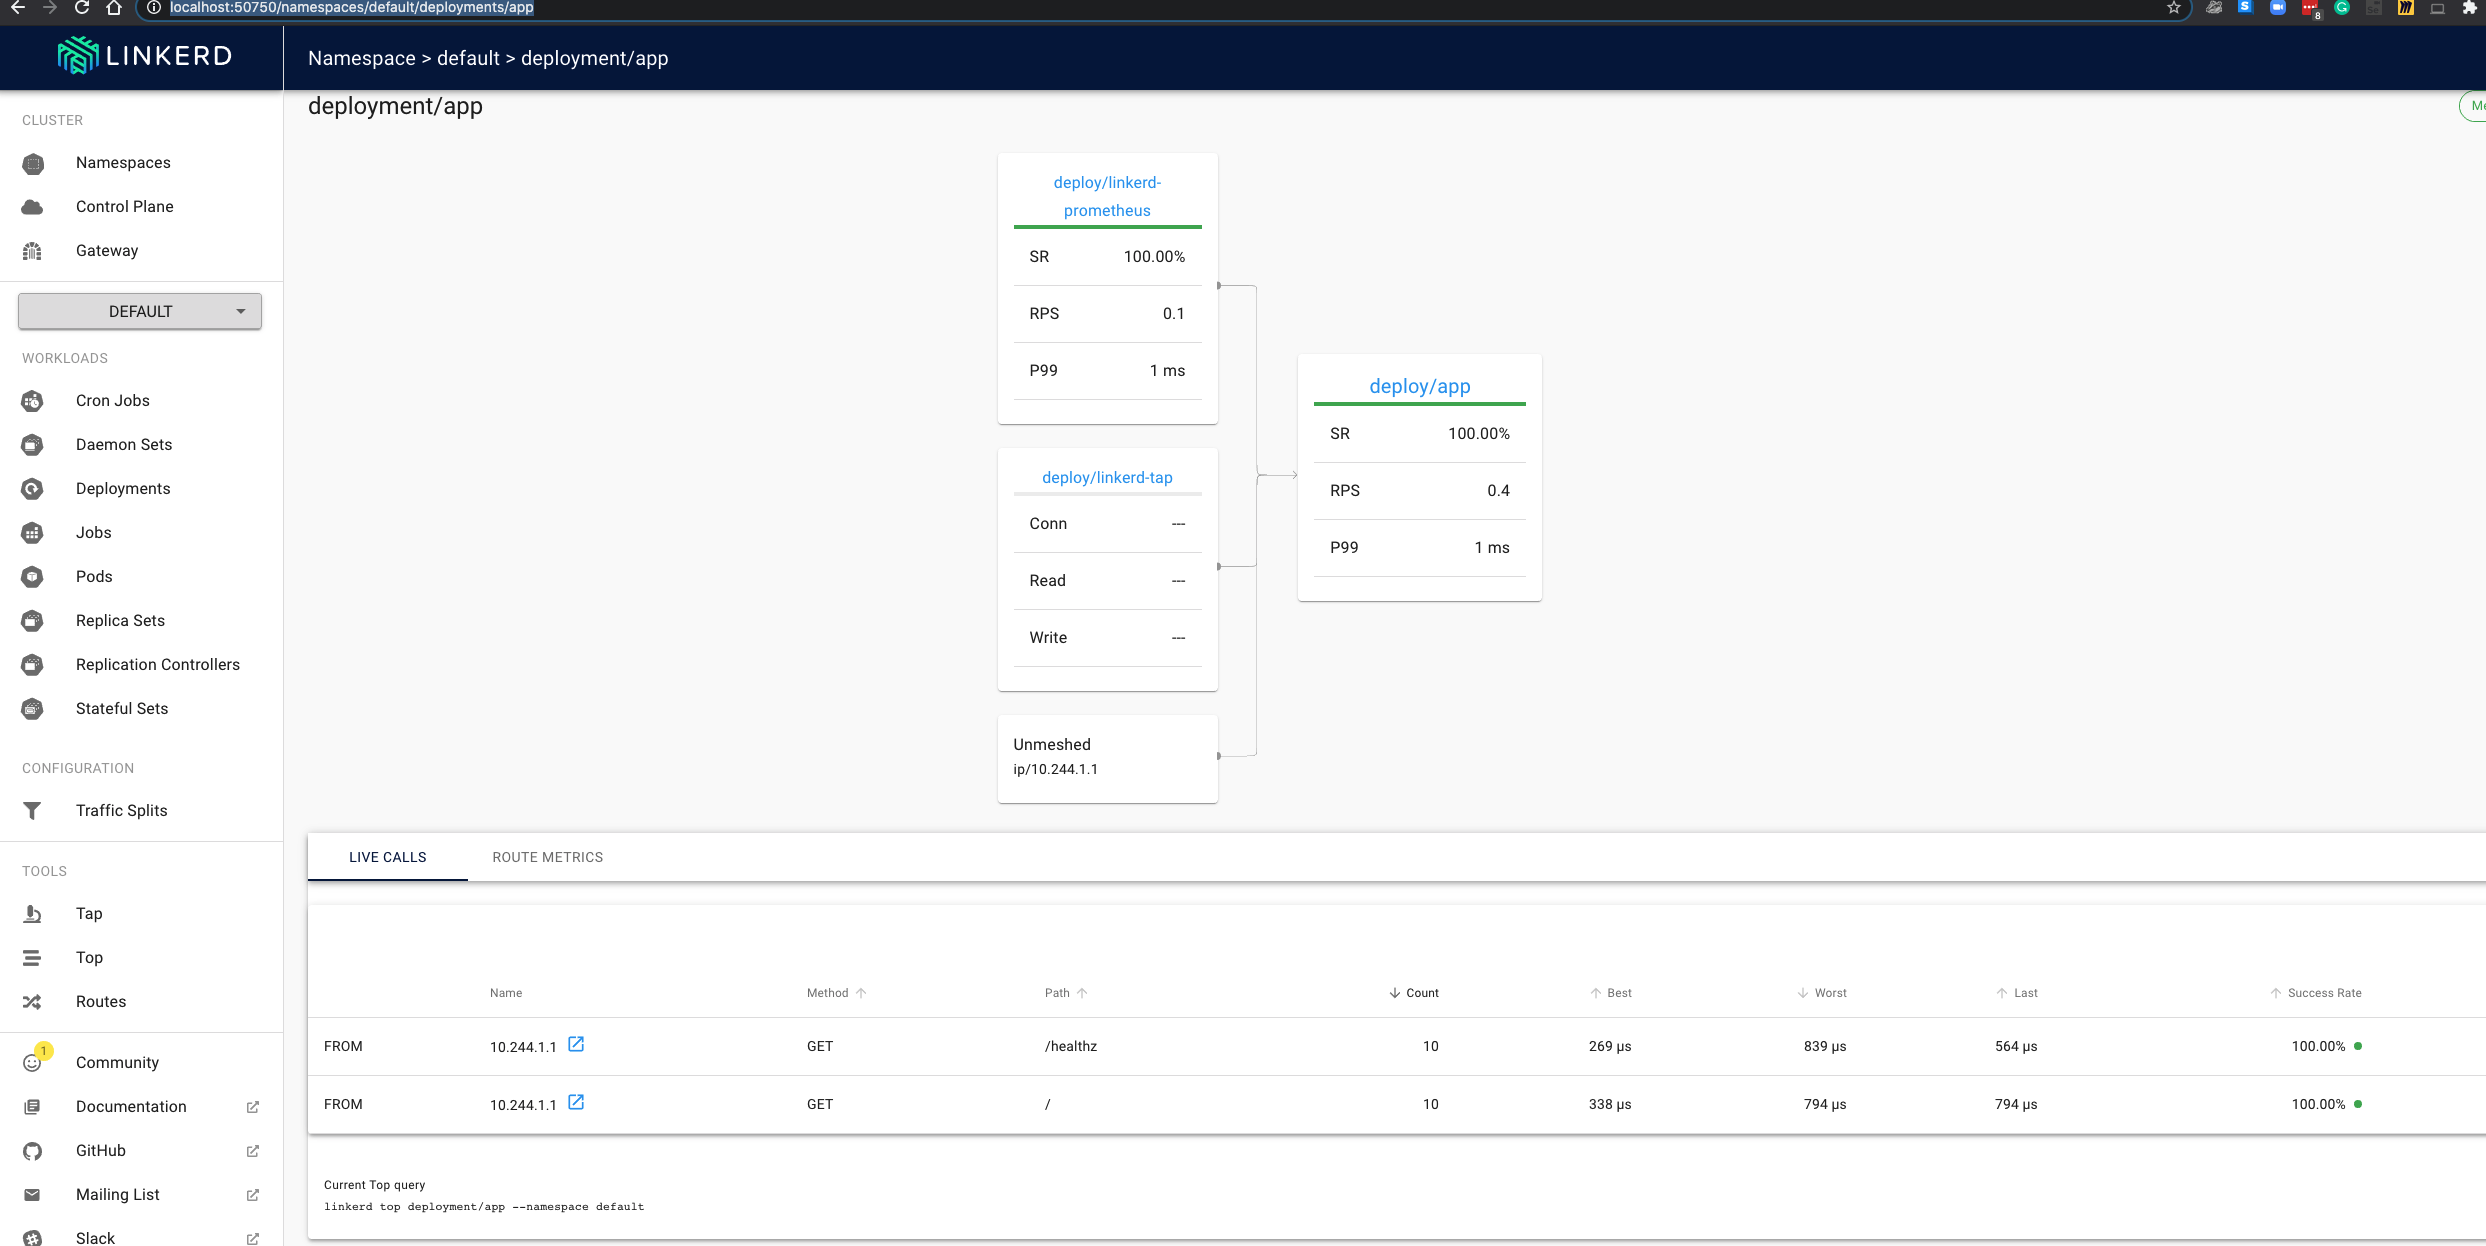 localhost:50750/namespaces/default/deployments/app
8
LINKERD
Namespace > default > deployment/app
deployment/app
CLUSTER
Namespaces
Control Plane
Gateway
DEFAULT
WORKLOADS
Cron Jobs
Daemon Sets
Deployments
Jobs
Pods
Replica Sets
Replication Controllers
Stateful Sets
CONFIGURATION
Traffic Splits
TOOLS
Tap
Top
Routes
1
Community
Documentation
GitHub
Mailing List
Slack
deploy/linkerd-
prometheus
SR 100.00%
RPS 0.1
P99 1 ms
deploy/linkerd-tap
Conn ---
Read ---
Write ---
Unmeshed
ip/10.244.1.1
deploy/app
SR 100.00%
RPS 0.4
P99 1 ms
LIVE CALLS ROUTE METRICS
Name Method Path Count Best Worst Last Success Rate
FROM 10.244.1.1 GET /healthz 10 269 µs 839 µs 564 µs 100.00%
FROM 10.244.1.1 GET / 10 338 µs 794 µs 794 µs 100.00%
Current Top query
linkerd top deployment/app --namespace default